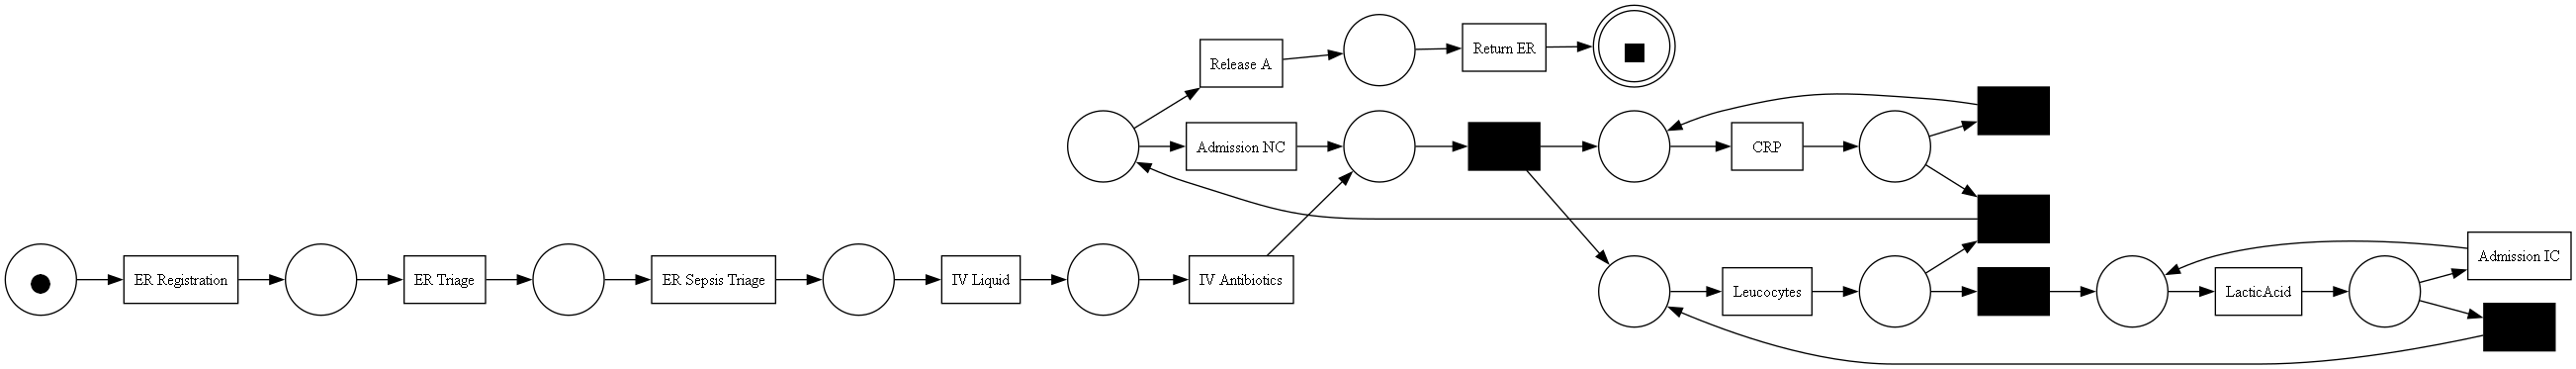 Release A
Return ER
Admission NC
CRP
ER Registration
ER Triage
ER Sepsis Triage
IV Liquid
IV Antibiotics
Leucocytes
LacticAcid
Admission IC